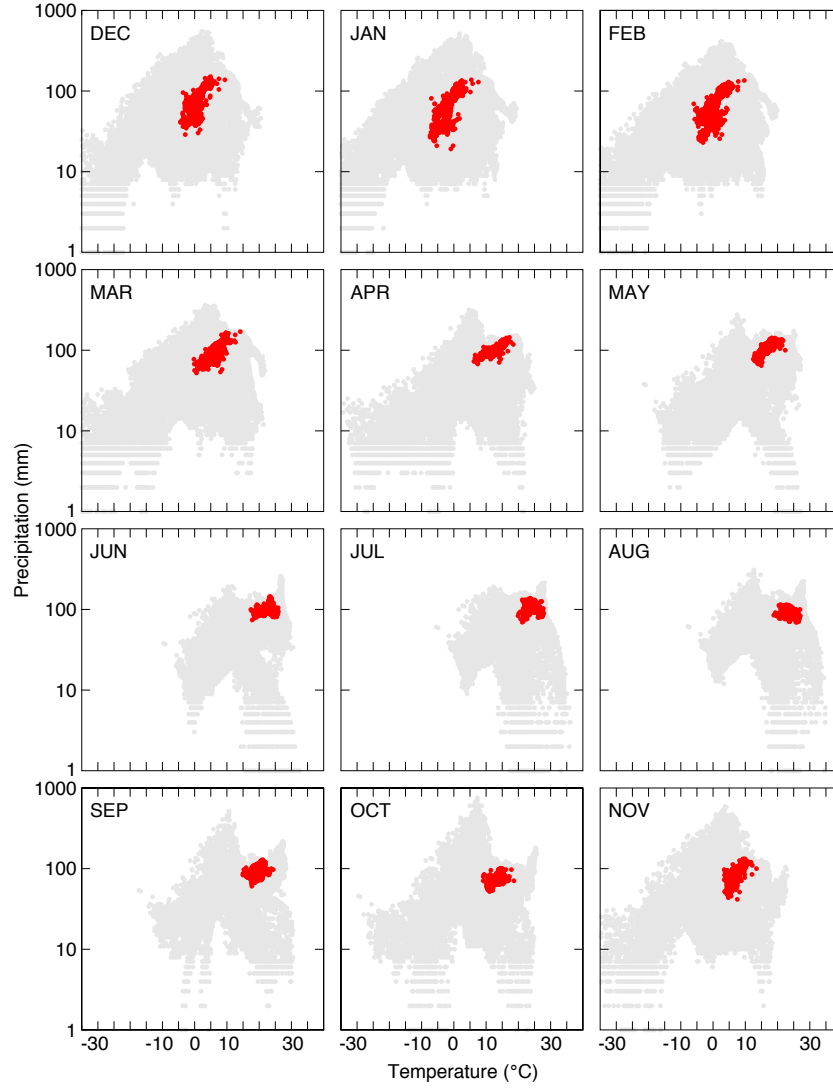 DEC JAN FEB
100
10
1
1000
MAR APR MAY
100
10
1
1000
JUN JUL AUG
100
10
1
1000
SEP OCT NOV
100
10
1
-30 -10 0 10 30 -30 -10 0 10 30 -30 -10 0 10 30
Temperature (°C)
Precipitation (mm)